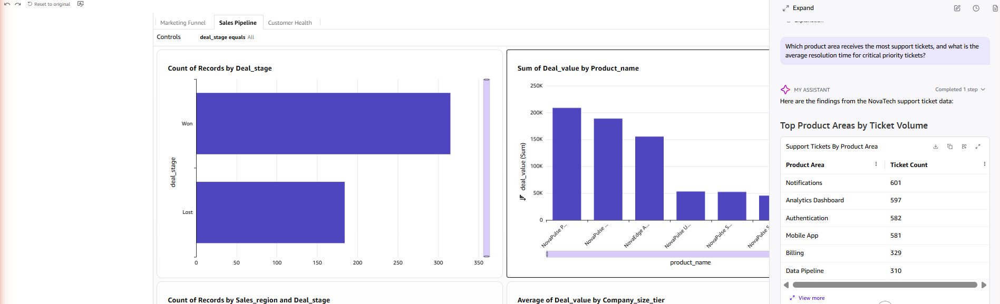 Reset to original
Marketing Funnel
Sales Pipeline
Customer Health
Controls
deal_stage equals All
Count of Records by Deal_stage
Won
Lost
deal_stage
0 50 100 150 200 250 300 350
Sum of Deal_value by Product_name
250K
200K
150K
100K
50K
0
deal_value (Sum)
NovaPulse P...
NovaPulse ...
NovaEdge A...
NovaPulse U...
NovaPulse S...
NovaPulse S
product_name
Count of Records by Sales_region and Deal_stage
Average of Deal_value by Company_size_tier
Expand
Which product area receives the most support tickets, and what is the
average resolution time for critical priority tickets?
MY ASSISTANT
Completed 1 step
Here are the findings from the NovaTech support ticket data:
Top Product Areas by Ticket Volume
Support Tickets By Product Area
Product Area Ticket Count
Notifications 601
Analytics Dashboard 597
Authentication 582
Mobile App 581
Billing 329
Data Pipeline 310
View more